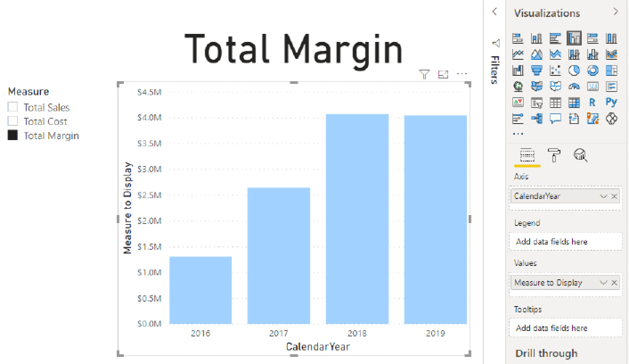 Total Margin
Measure
Total Sales
Total Cost
Total Margin
Measure to Display
$4.5M
$4.0M
$3.5M
$3.0M
$2.5M
$2.0M
$1.5M
$1.0M
$0.5M
$0.0M
2016 2017 2018 2019
CalendarYear
Filters
Visualizations
R Py
Axis
CalendarYear
Legend
Add data fields here
Values
Measure to Display
Tooltips
Add data fields here
Drill through